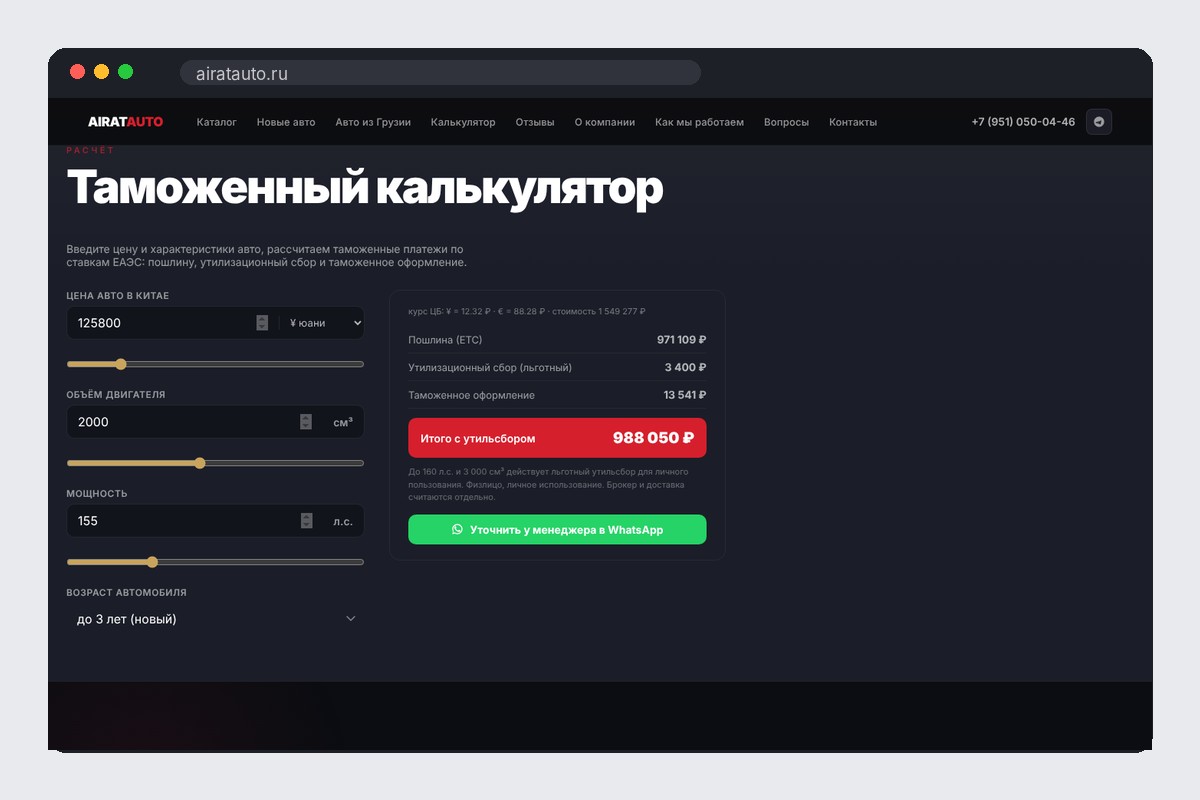 airatauto.ru
AIRATAUTO Каталог Новые авто Авто из Грузии Калькулятор Отзывы О компании Как мы работаем Вопросы Контакты +7 (951) 050-04-46
РАСЧЁТ
Таможенный калькулятор
Введите цену и характеристики авто, рассчитаем таможенные платежи по
ставкам ЕАЭС: пошлину, утилизационный сбор и таможенное оформление.
ЦЕНА АВТО В КИТАЕ
125800 ¥ юани
ОБЪЁМ ДВИГАТЕЛЯ
2000 см³
МОЩНОСТЬ
155 л.с.
ВОЗРАСТ АВТОМОБИЛЯ
до 3 лет (новый)
курс ЦБ: ¥ = 12.32 ₽ · € = 88.28 ₽ · стоимость 1 549 277 ₽
Пошлина (ЕТС) 971 109 ₽
Утилизационный сбор (льготный) 3 400 ₽
Таможенное оформление 13 541 ₽
Итого с утильсбором 988 050 ₽
До 160 л.с. и 3 000 см³ действует льготный утильсбор для личного
пользования. Физлицо, личное использование. Брокер и доставка
считаются отдельно.
Уточнить у менеджера в WhatsApp